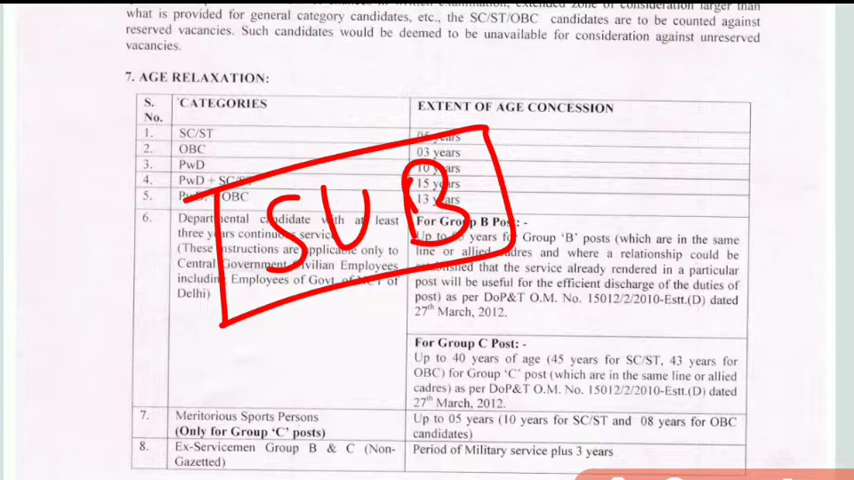 what is provided for general category candidates, etc., the SC/ST/OBC candidates are to be counted against
reserved vacancies. Such candidates would be deemed to be unavailable for consideration against unreserved
vacancies.
7. AGE RELAXATION:
S. No. CATEGORIES EXTENT OF AGE CONCESSION
1. SC/ST 05 years
2. OBC 03 years
3. PwD 10 years
4. PwD + SC/ST 15 years
5. OBC 13 years
6. Departmental candidate with at least
three years continuous service
(These instructions are applicable only to
Central Government Civilian Employees
including Employees of Govt. of NCT of
Delhi)
For Group B Post: -
Up to years for Group ‘B’ posts (which are in the same
line or allied cadres and where a relationship could be
established that the service already rendered in a particular
post will be useful for the efficient discharge of the duties of
post) as per DoP&T O.M. No. 15012/2/2010-Estt.(D) dated
27th March, 2012.
For Group C Post: -
Up to 40 years of age (45 years for SC/ST, 43 years for
OBC) for Group ‘C’ post (which are in the same line or allied
cadres) as per DoP&T O.M. No. 15012/2/2010-Estt.(D) dated
27th March, 2012.
7. Meritorious Sports Persons
(Only for Group ‘C’ posts)
Up to 05 years (10 years for SC/ST and 08 years for OBC
candidates)
8. Ex-Servicemen Group B & C (Non-
Gazetted)
Period of Military service plus 3 years
SUB